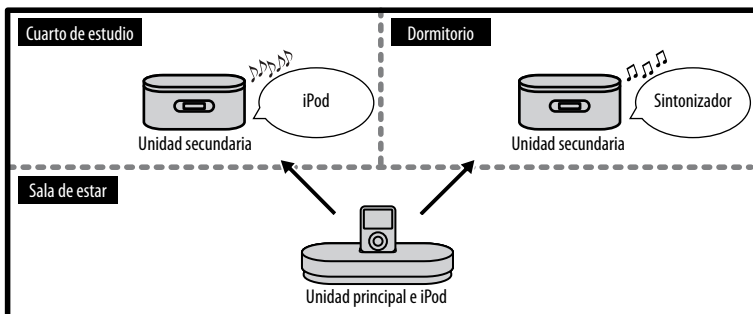 Cuarto de estudio
Dormitorio
iPod
Sintonizador
Unidad secundaria
Unidad secundaria
Sala de estar
Unidad principal e iPod